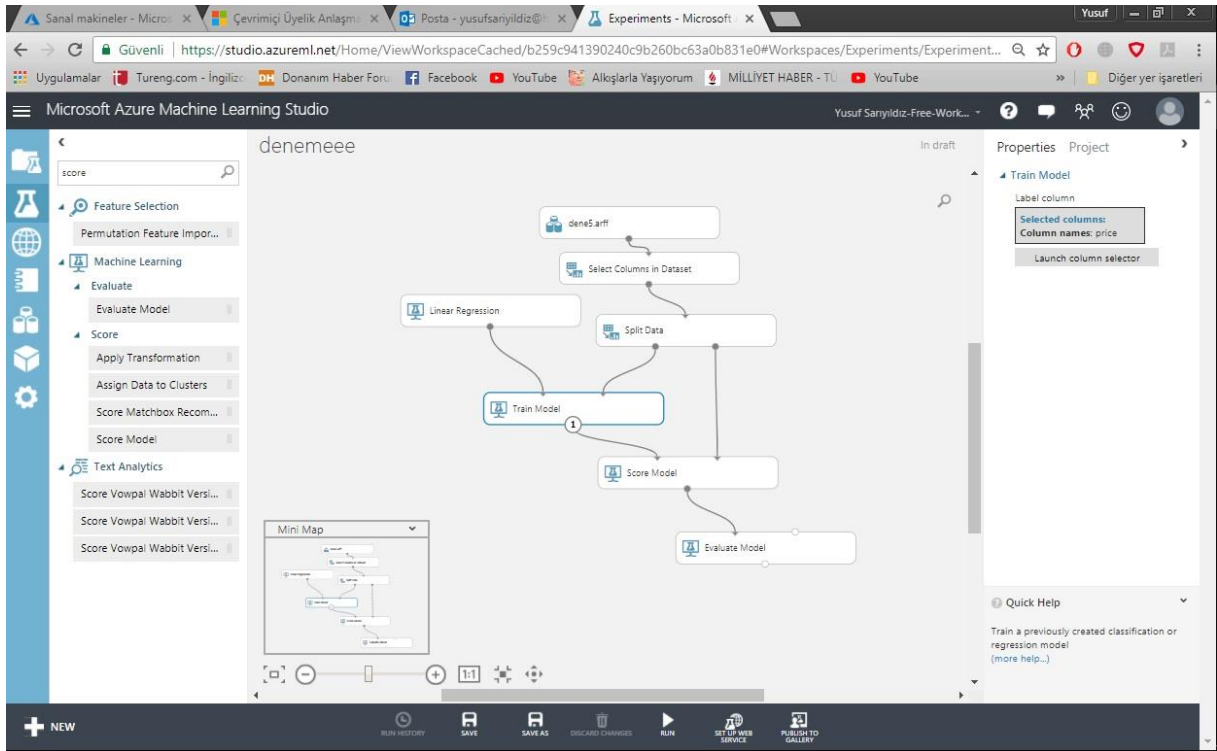 Sanal makineler - Micros
Çevrimiçi Üyelik Anlaşma
Posta - yusufsariyildiz@h
Experiments - Microsoft
Yusuf
Güvenli | https://studio.azureml.net/Home/ViewWorkspaceCached/b259c941390240c9b260bc63a0b831e0#Workspaces/Experiments/Experiment...
Uygulamalar
Tureng.com - İngilizc
Donanım Haber Foru
Facebook
YouTube
Alkışlarla Yaşıyorum
MİLLİYET HABER - TÜ
YouTube
»
Diğer yer işaretleri
Microsoft Azure Machine Learning Studio
Yusuf Sarıyıldız-Free-Work...
score
Feature Selection
Permutation Feature Impor...
Machine Learning
Evaluate
Evaluate Model
Score
Apply Transformation
Assign Data to Clusters
Score Matchbox Recom...
Score Model
Text Analytics
Score Vowpal Wabbit Versi...
Score Vowpal Wabbit Versi...
Score Vowpal Wabbit Versi...
denemeee
In draft
dene5.arff
Select Columns in Dataset
Linear Regression
Split Data
Train Model
1
Score Model
Evaluate Model
Mini Map
1:1
Properties Project
Train Model
Label column
Selected columns:
Column names: price
Launch column selector
Quick Help
Train a previously created classification or
regression model
(more help...)
NEW
RUN HISTORY
SAVE
SAVE AS
DISCARD CHANGES
RUN
SET UP WEB
SERVICE
PUBLISH TO
GALLERY